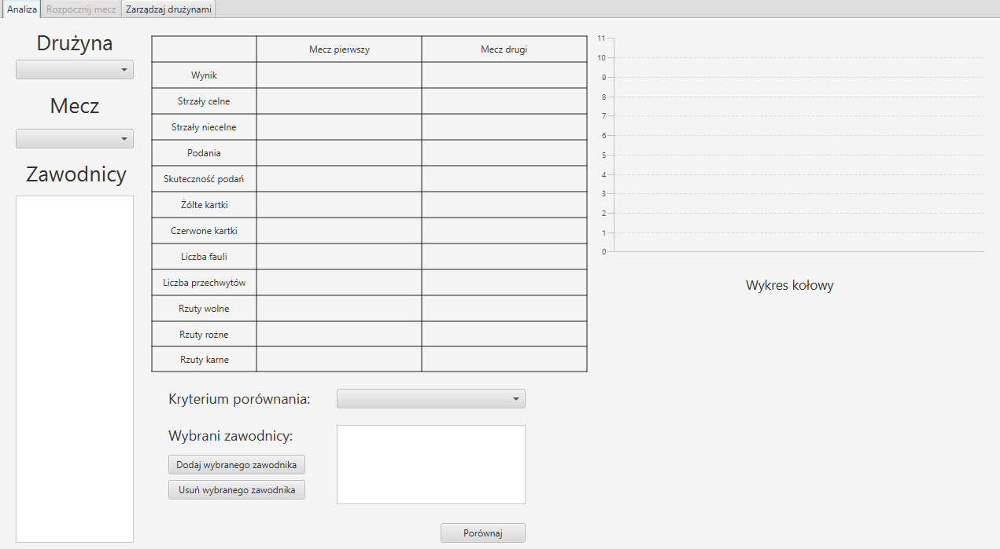 Analiza Rozpocznij mecz Zarządzaj drużynami
Drużyna
Mecz
Zawodnicy
Mecz pierwszy Mecz drugi
Wynik
Strzały celne
Strzały niecelne
Podania
Skuteczność podań
Żółte kartki
Czerwone kartki
Liczba fauli
Liczba przechwytów
Rzuty wolne
Rzuty rożne
Rzuty karne
Kryterium porównania:
Wybrani zawodnicy:
Dodaj wybranego zawodnika
Usuń wybranego zawodnika
Porównaj
11
10
9
8
7
6
5
4
3
2
1
0
Wykres kołowy